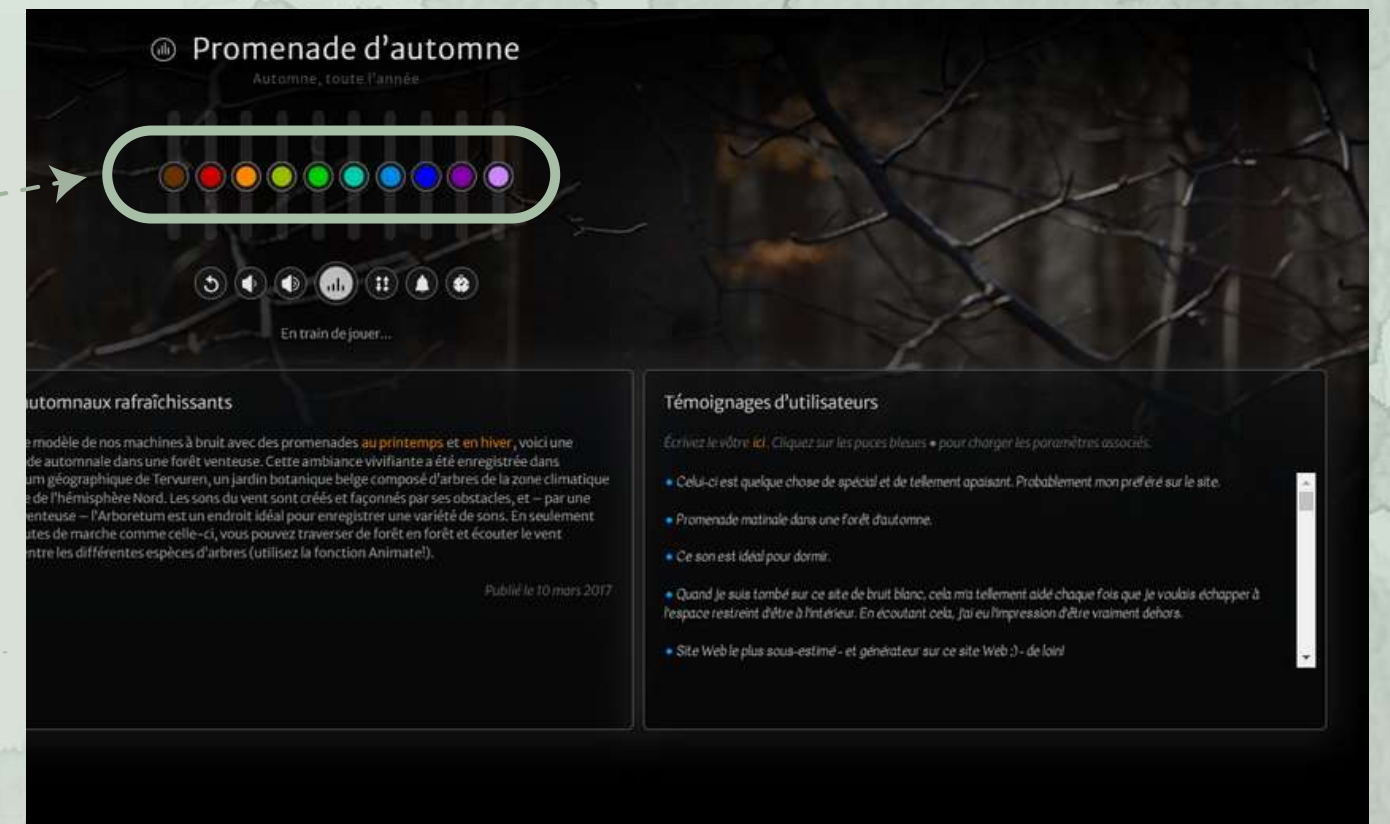 Promenade d'automne
Automne, toute l'année
En train de jouer...
automnaux rafraîchissants
modèle de nos machines à bruit avec des promenades au printemps et en hiver, voici une
de automnale dans une forêt venteuse. Cette ambiance vivifiante a été enregistrée dans
um géographique de Tervuren, un jardin botanique belge composé d'arbres de la zone climatique
de l'hémisphère Nord. Les sons du vent sont créés et façonnés par ses obstacles, et – par une
venteuse – l'Arboretum est un endroit idéal pour enregistrer une variété de sons. En seulement
utes de marche comme celle-ci, vous pouvez traverser de forêt en forêt et écouter le vent
ntre les différentes espèces d'arbres (utilisez la fonction Animate!).
Publié le 10 mars 2017
Témoignages d'utilisateurs
Écrivez le vôtre ici. Cliquez sur les puces bleues • pour charger les paramètres associés.
• Celui-ci est quelque chose de spécial et de tellement apaisant. Probablement mon préféré sur le site.
• Promenade matinale dans une forêt d'automne.
• Ce son est idéal pour dormir.
• Quand je suis tombé sur ce site de bruit blanc, cela m'a tellement aidé chaque fois que je voulais échapper à
l'espace restreint d'être à l'intérieur. En écoutant cela, j'ai eu l'impression d'être vraiment dehors.
• Site Web le plus sous-estimé - et générateur sur ce site Web ;)- de loin!